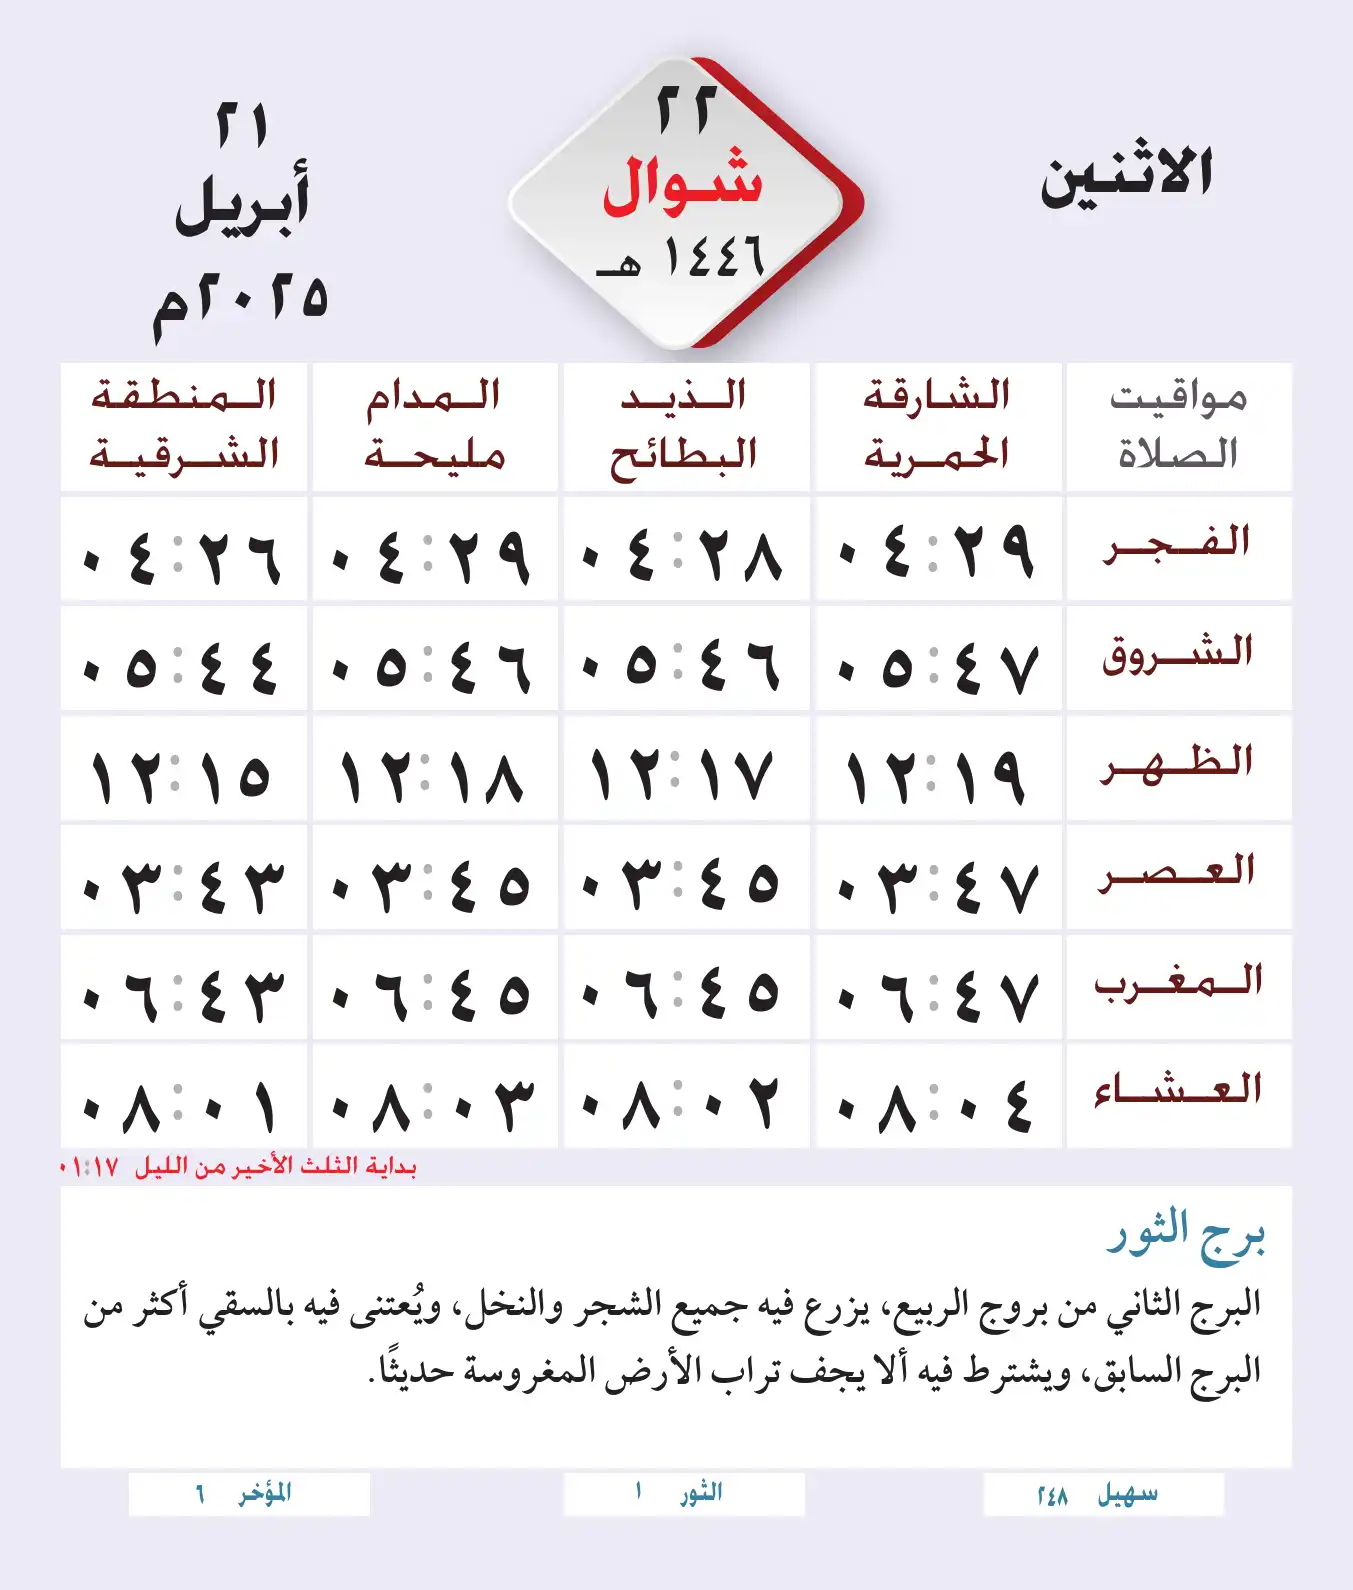 الاثنين
٢٢
شوال
١٤٤٦ هـ
٢١
أبريل
٢٠٢٥م
مواقيت الصلاة	الشارقة الحمرية	الذيد البطائح	المدام مليحة	المنطقة الشرقية
الفجر	٠٤:٢٩	٠٤:٢٨	٠٤:٢٩	٠٤:٢٦
الشروق	٠٥:٤٧	٠٥:٤٦	٠٥:٤٦	٠٥:٤٤
الظهر	١٢:١٩	١٢:١٧	١٢:١٨	١٢:١٥
العصر	٠٣:٤٧	٠٣:٤٥	٠٣:٤٥	٠٣:٤٣
المغرب	٠٦:٤٧	٠٦:٤٥	٠٦:٤٥	٠٦:٤٣
العشاء	٠٨:٠٤	٠٨:٠٢	٠٨:٠٣	٠٨:٠١
بداية الثلث الأخير من الليل ٠١:١٧
برج الثور
البرج الثاني من بروج الربيع، يزرع فيه جميع الشجر والنخل، ويُعتنى فيه بالسقي أكثر من
البرج السابق، ويشترط فيه ألا يجف تراب الأرض المغروسة حديثًا.
سهيل ٢٤٨
الثور ١
المؤخر ٦